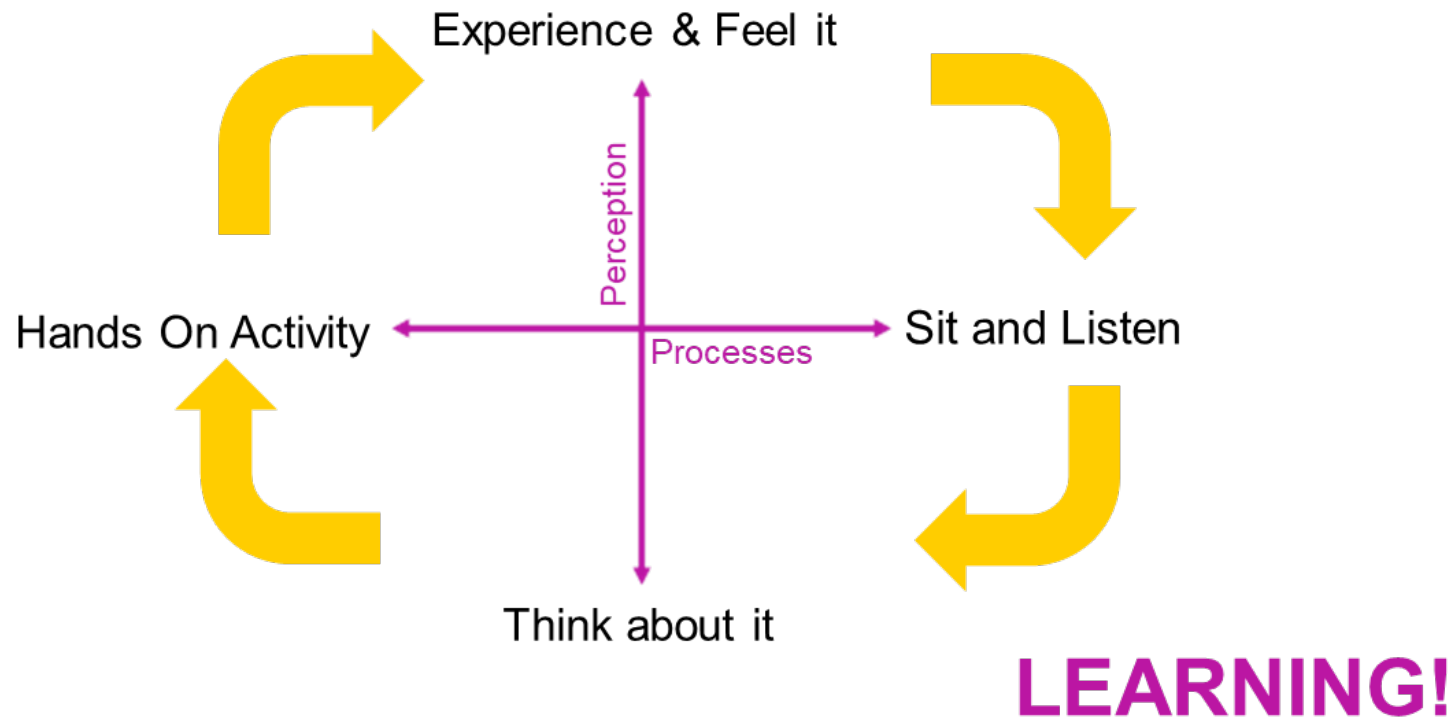 Experience & Feel it
Perception
Hands On Activity
Sit and Listen
Processes
Think about it
LEARNING!